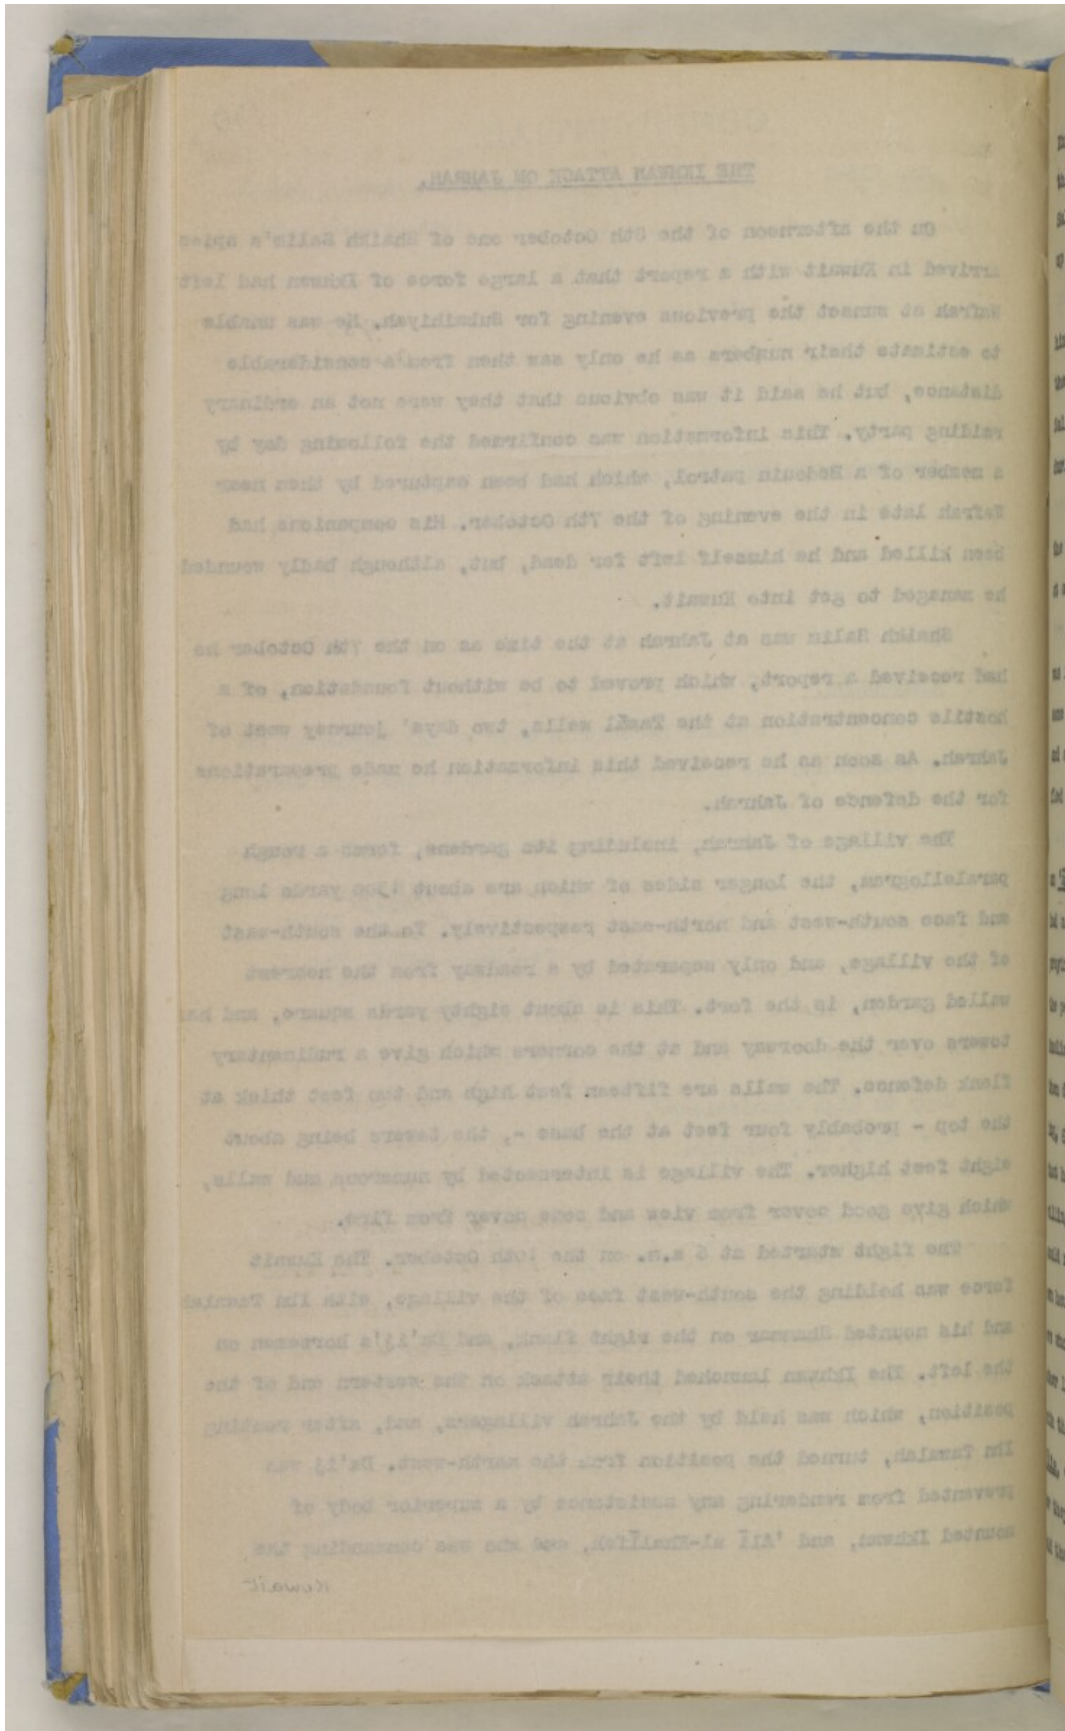 THE IKHWAN ATTACK ON JAHRAH.
On the afternoon of the 8th October one of Shaikh Salim's spies
arrived in Kuwait with a report that a large force of Ikhwan had left
Wafrah at sunset the previous evening for Subaihiyah. He was unable
to estimate their numbers as he only saw them from a considerable
distance, but he said it was obvious that they were not an ordinary
raiding party. This information was confirmed the following day by
a member of a Bedouin patrol, which had been captured by them near
Wafrah late in the evening of the 7th October. His companions had
been killed and he himself left for dead, but, although badly wounded
he managed to get into Kuwait.
Shaikh Salim was at Jahrah at the time as on the 7th October he
had received a report, which proved to be without foundation, of a
hostile concentration at the wells, two days' journey west of
Jahrah. As soon as he received this information he made preparations
for the defence of Jahrah.
The village of Jahrah, including its gardens, forms a rough
parallelogram, the longer sides of which are about yards long
and face south-west and north-east respectively. To the south-east
of the village, and only separated by a roadway from the nearest
walled garden, is the fort. This is about eighty yards square, and has
towers over the doorway and at the corners which give a rudimentary
flank defence. The walls are fifteen feet high and two feet thick at
the top - probably four feet at the base -, the towers being about
eight feet higher. The village is intersected by numerous mud walls,
which give good cover from view and some cover from fire.
The fight started at 6 a.m. on the 10th October. The Kuwait
force was holding the south-west face of the village, with Ibn Tawalah
and his mounted Shammar on the right flank, and Da'ij's horsemen on
the left. The Ikhwan launched their attack on the western end of the
position, which was held by the Jahrah villagers, and, after routing
Ibn Tawalah, turned the position from the north-west. Da'ij was
prevented from rendering any assistance by a superior body of
mounted Ikhwan, and 'Ali al-Khalifah, who was commanding the
Kuwait